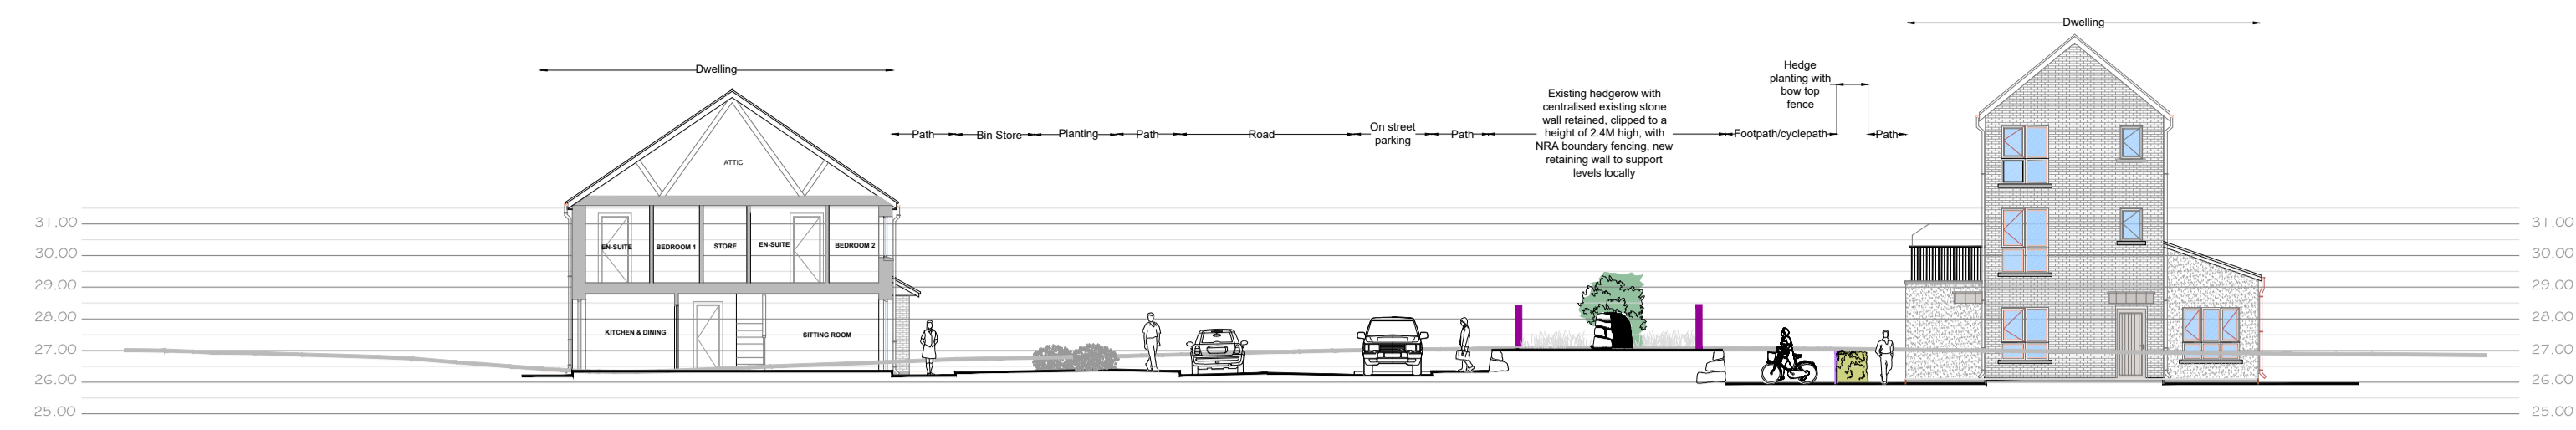 Dwelling
Dwelling
Hedge
planting with
bow top
fence
Existing hedgerow with
centralised existing stone
wall retained, clipped to a
height of 2.4M high, with
NRA boundary fencing, new
retaining wall to support
levels locally
Path
Bin Store
Planting
Path
Road
On street
parking
Path
Footpath/cyclepath
Path
ATTIC
31.00
31.00
EN-SUITE
BEDROOM 1
STORE
EN-SUITE
BEDROOM 2
30.00
30.00
29.00
29.00
28.00
28.00
KITCHEN & DINING
SITTING ROOM
27.00
27.00
26.00
26.00
25.00
25.00